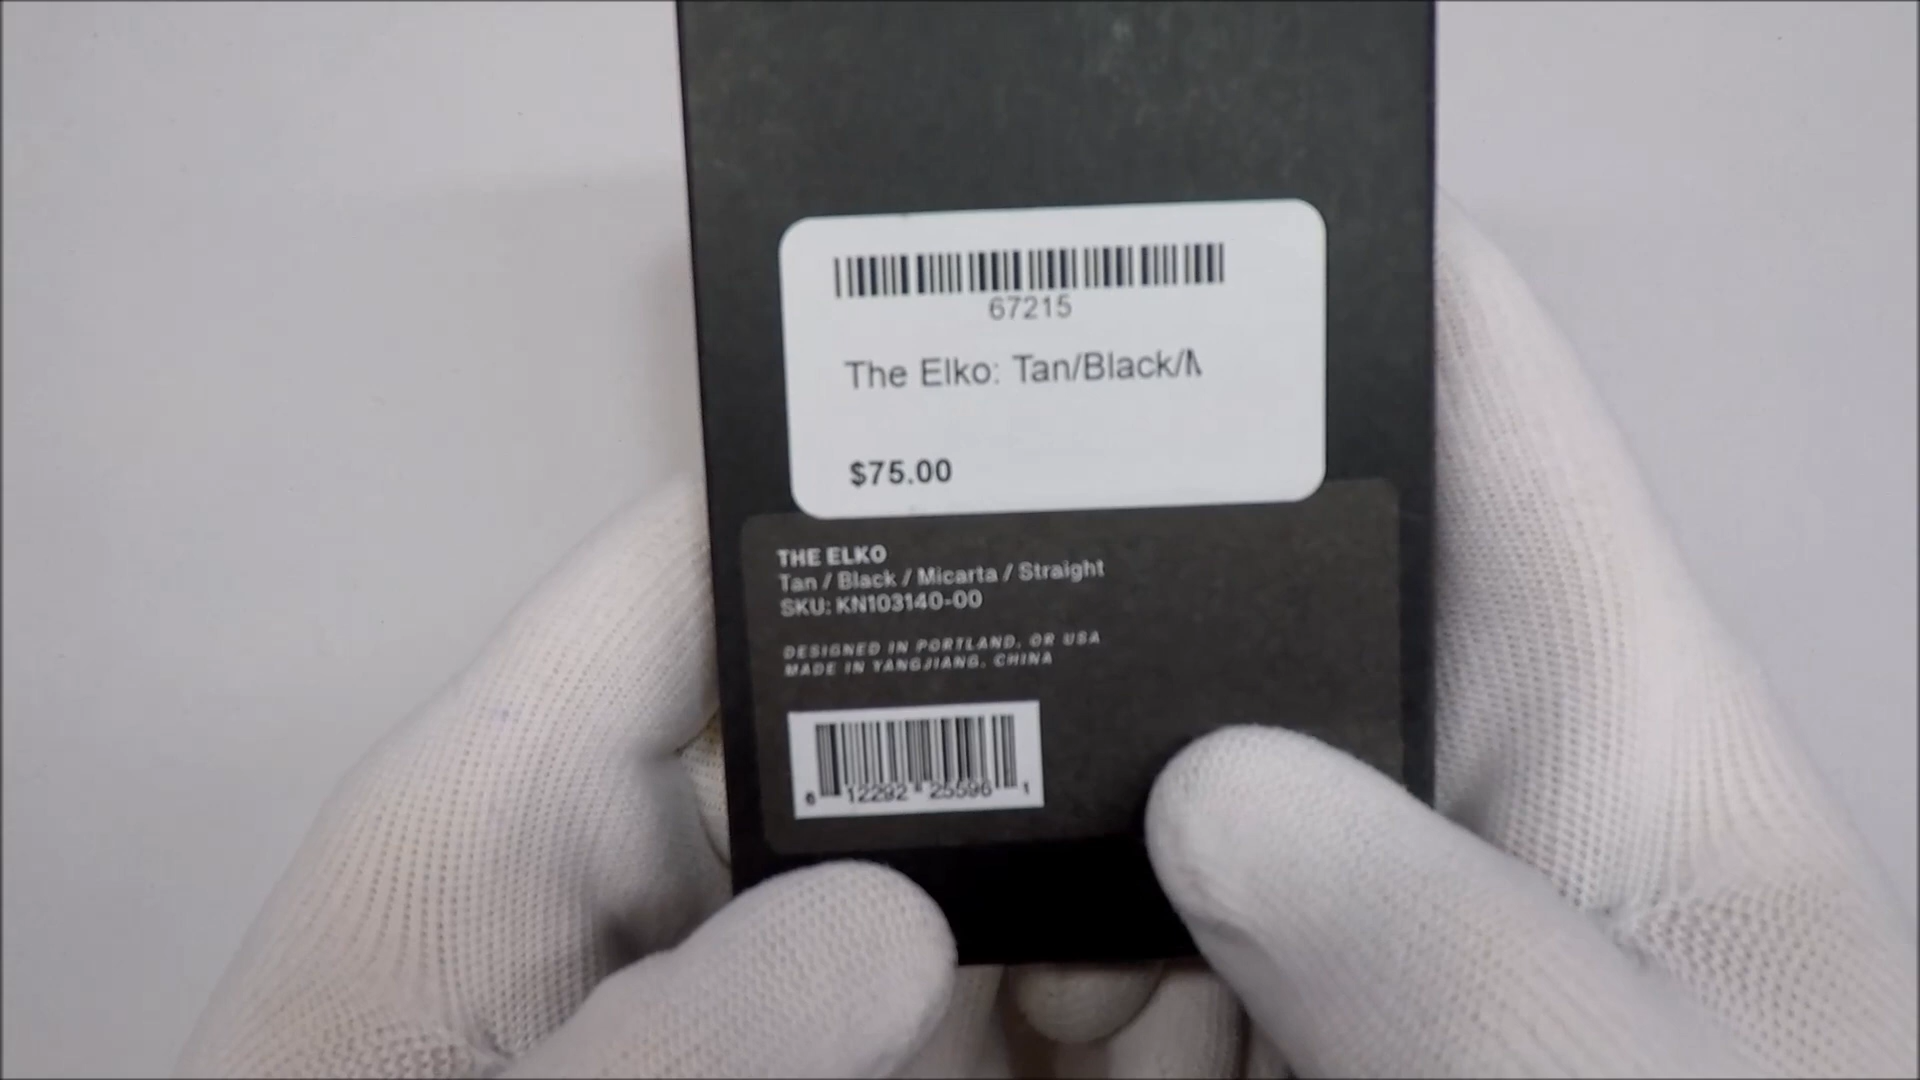 67215
The Elko: Tan/Black/M
$75.00
THE ELKO
Tan / Black / Micarta / Straight
SKU: KN103140-00
DESIGNED IN PORTLAND, OR USA
MADE IN YANGJIANG, CHINA
6 12292 25596 1